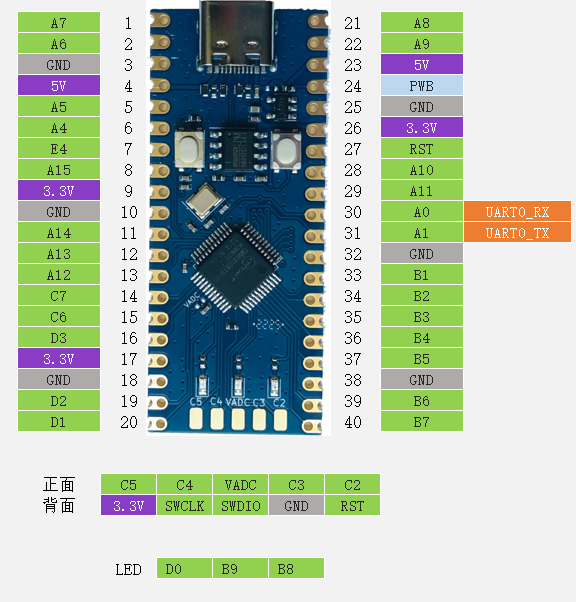 A7 1 21 A8
A6 2 22 A9
GND 3 23 5V
5V 4 24 PWB
A5 5 25 GND
A4 6 26 3.3V
E4 7 27 RST
A15 8 28 A10
3.3V 9 29 A11
GND 10 30 A0 UART0_RX
A14 11 31 A1 UART0_TX
A13 12 32 GND
A12 13 33 B1
C7 14 34 B2
C6 15 35 B3
D3 16 36 B4
3.3V 17 37 B5
GND 18 38 GND
D2 19 39 B6
D1 20 40 B7
VADC
C5 C4 VADC C3 C2
正面 C5 C4 VADC C3 C2
背面 3.3V SWCLK SWDIO GND RST
LED D0 B9 B8